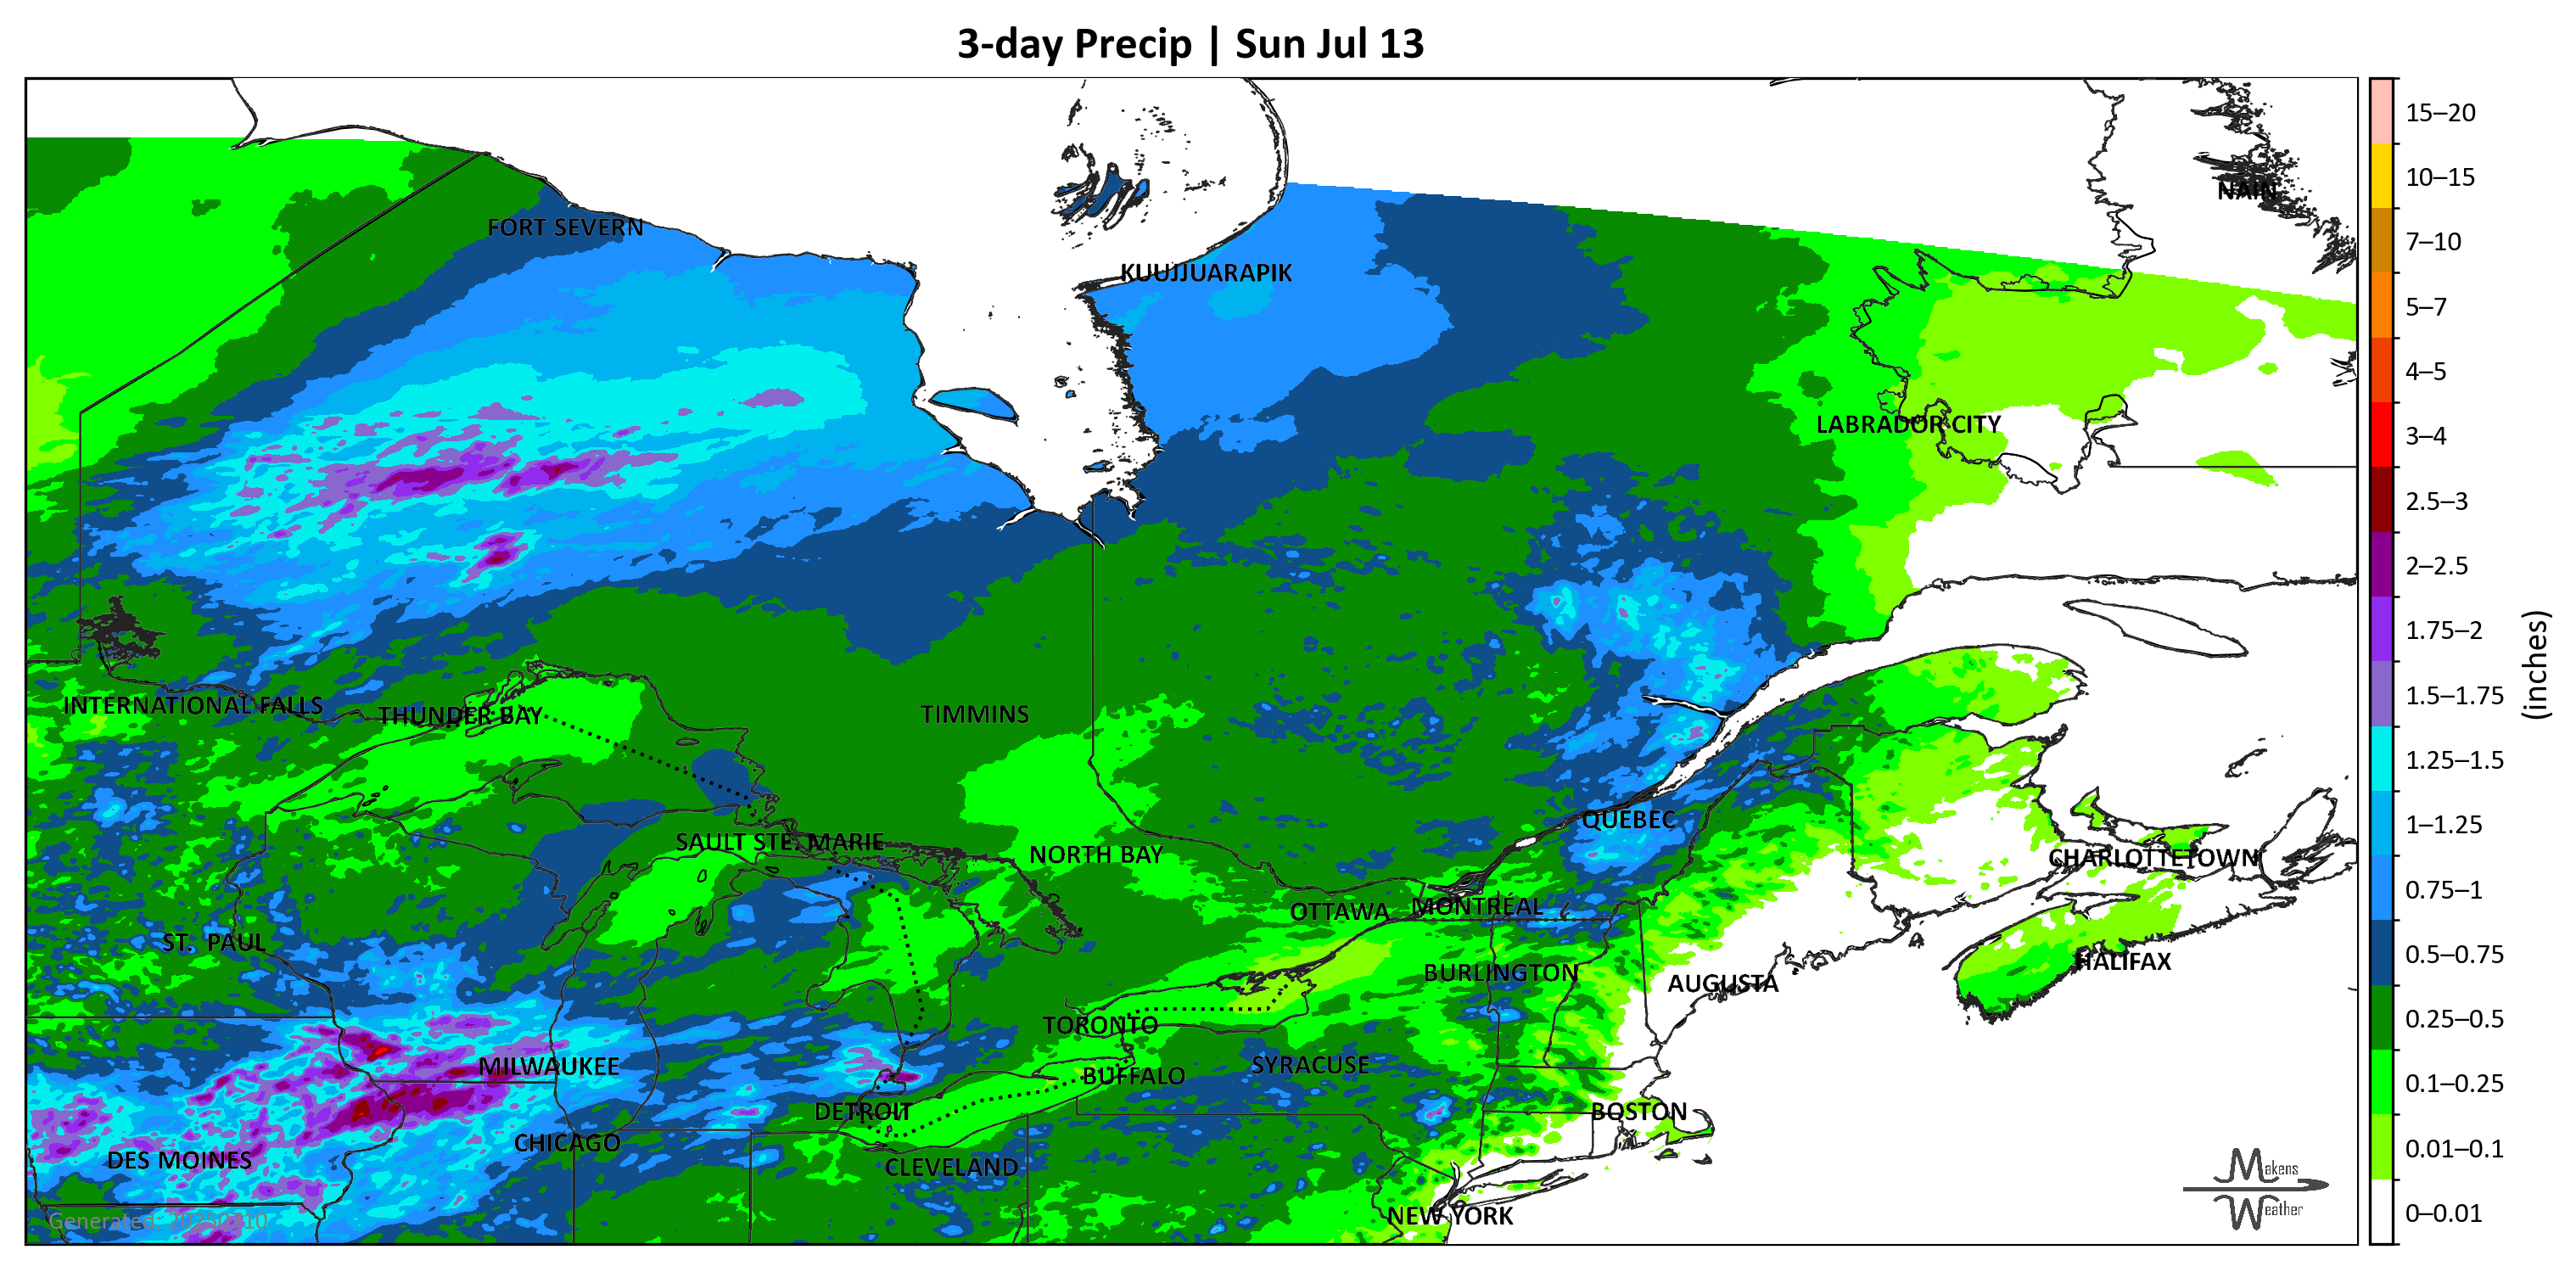 3-day Precip | Sun Jul 13
NAIN
FORT SEVERN
KUUJJUARAPIK
LABRADOR CITY
INTERNATIONAL FALLS
THUNDER BAY
TIMMINS
QUÉBEC
SAULT STE. MARIE
NORTH BAY
CHARLOTTETOWN
OTTAWA
MONTRÉAL
ST. PAUL
HALIFAX
BURLINGTON
AUGUSTA
TORONTO
MILWAUKEE
SYRACUSE
BUFFALO
DETROIT
BOSTON
CHICAGO
DES MOINES
CLEVELAND
NEW YORK
Generated: 20250710
Makens
Weather
15–20
10–15
7–10
5–7
4–5
3–4
2.5–3
2–2.5
1.75–2
1.5–1.75
1.25–1.5
1–1.25
0.75–1
0.5–0.75
0.25–0.5
0.1–0.25
0.01–0.1
0–0.01
(inches)